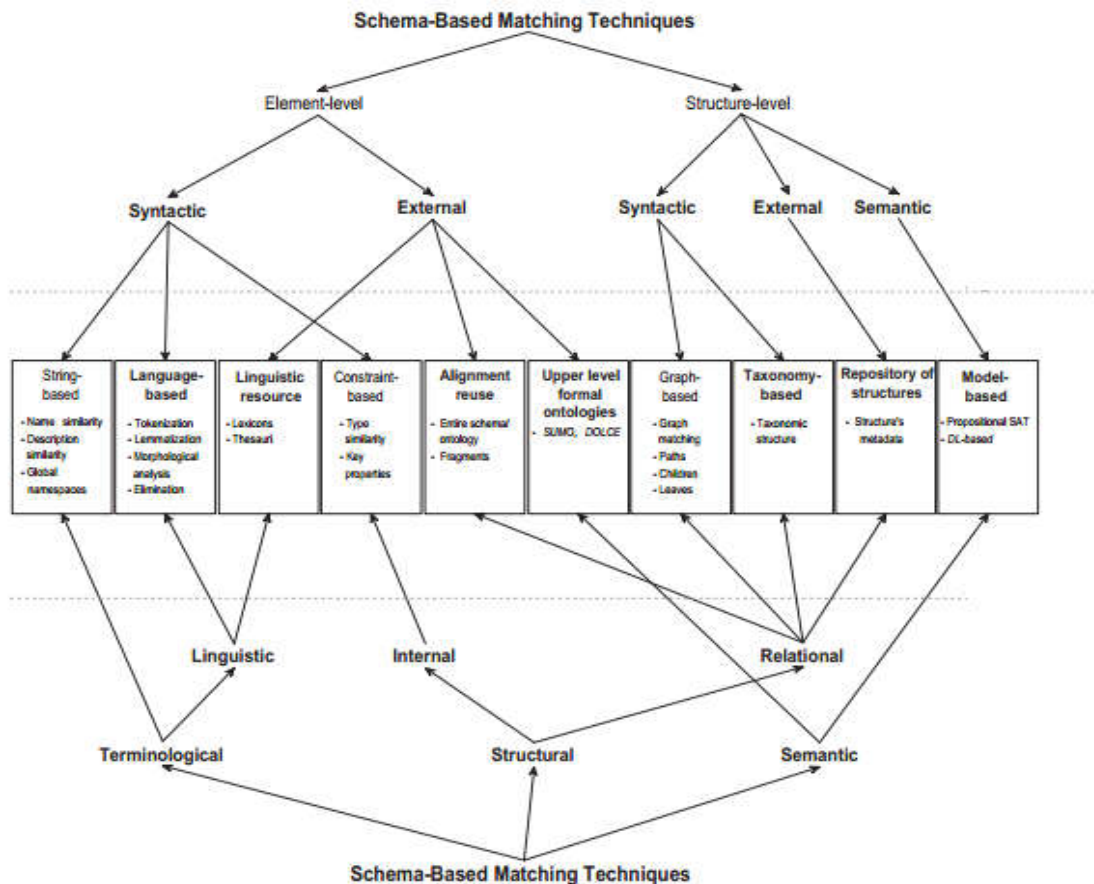 Schema-Based Matching Techniques
Element-level
Structure-level
Syntactic
External
Syntactic
External
Semantic
String-
based
- Name similarity
- Description
similarity
- Global
namespaces
Language-
based
- Tokenization
- Lemmetization
- Morphological
analysis
- Elimination
Linguistic
resource
- Lexicons
- Thesauri
Constraint-
based
- Type
similarity
- Key
properties
Alignment
reuse
- Entire schema/
ontology
- Fragments
Upper level
formal
ontologies
- SUMO, DOLCE
Graph-
based
- Graph
matching
- Paths
- Children
- Leaves
Taxonomy-
based
- Taxonomic
structure
Repository of
structures
- Structure's
metadata
Model-
based
- Propositional SAT
- DL-based
Linguistic
Internal
Relational
Terminological
Structural
Semantic
Schema-Based Matching Techniques